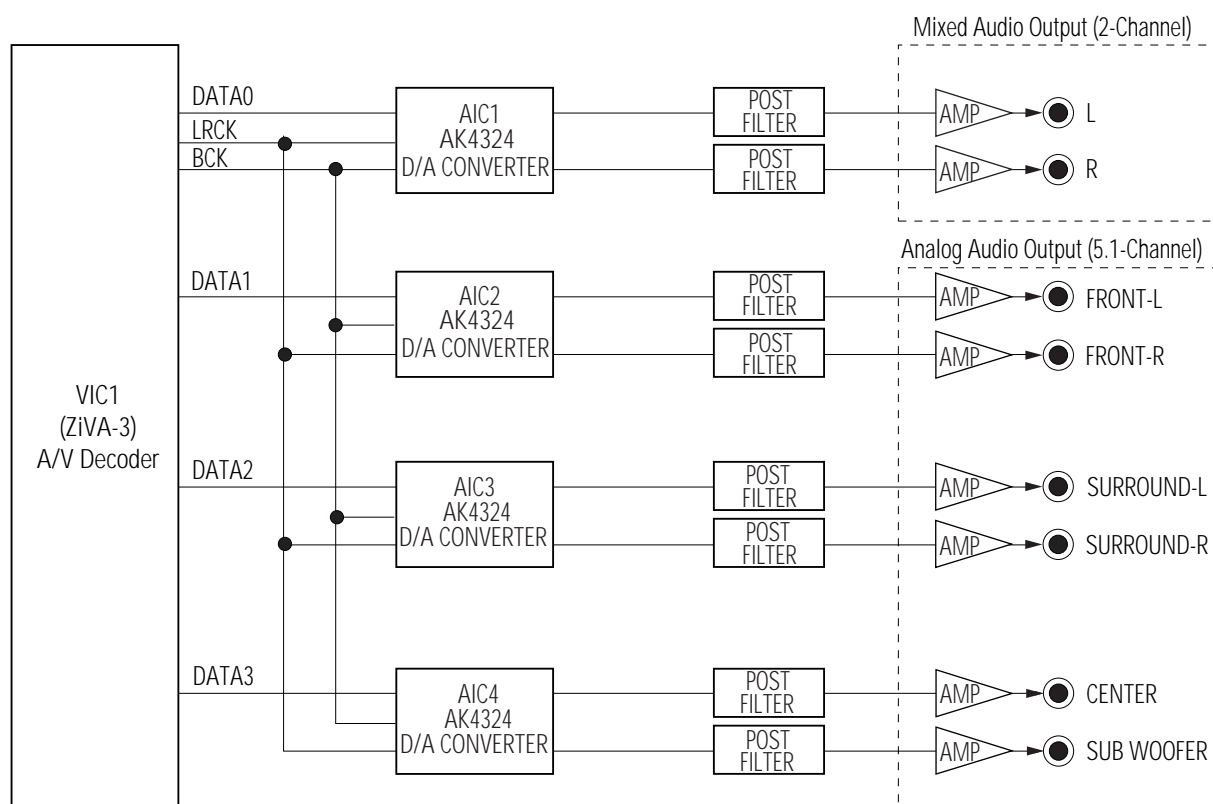 Mixed Audio Output (2-Channel)
DATA0
LRCK
BCK
AIC1
AK4324
D/A CONVERTER
POST
FILTER
AMP
L
POST
FILTER
AMP
R
Analog Audio Output (5.1-Channel)
DATA1
AIC2
AK4324
D/A CONVERTER
POST
FILTER
AMP
FRONT-L
POST
FILTER
AMP
FRONT-R
VIC1
(ZiVA-3)
A/V Decoder
DATA2
AIC3
AK4324
D/A CONVERTER
POST
FILTER
AMP
SURROUND-L
POST
FILTER
AMP
SURROUND-R
DATA3
AIC4
AK4324
D/A CONVERTER
POST
FILTER
AMP
CENTER
POST
FILTER
AMP
SUB WOOFER